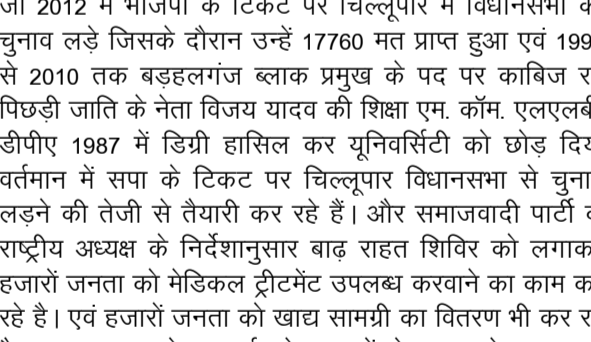 जो 2012 में भाजपा के टिकट पर चिल्लूपार में विधानसभा क
चुनाव लड़े जिसके दौरान उन्हें 17760 मत प्राप्त हुआ एवं 199
से 2010 तक बड़हलगंज ब्लाक प्रमुख के पद पर काबिज र
पिछड़ी जाति के नेता विजय यादव की शिक्षा एम. कॉम. एलएलबी
डीपीए 1987 में डिग्री हासिल कर यूनिवर्सिटी को छोड़ दिय
वर्तमान में सपा के टिकट पर चिल्लूपार विधानसभा से चुना
लड़ने की तेजी से तैयारी कर रहे हैं। और समाजवादी पार्टी
राष्ट्रीय अध्यक्ष के निर्देशानुसार बाढ़ राहत शिविर को लगाक
हजारों जनता को मेडिकल ट्रीटमेंट उपलब्ध करवाने का काम क
रहे है। एवं हजारों जनता को खाद्य सामग्री का वितरण भी कर र